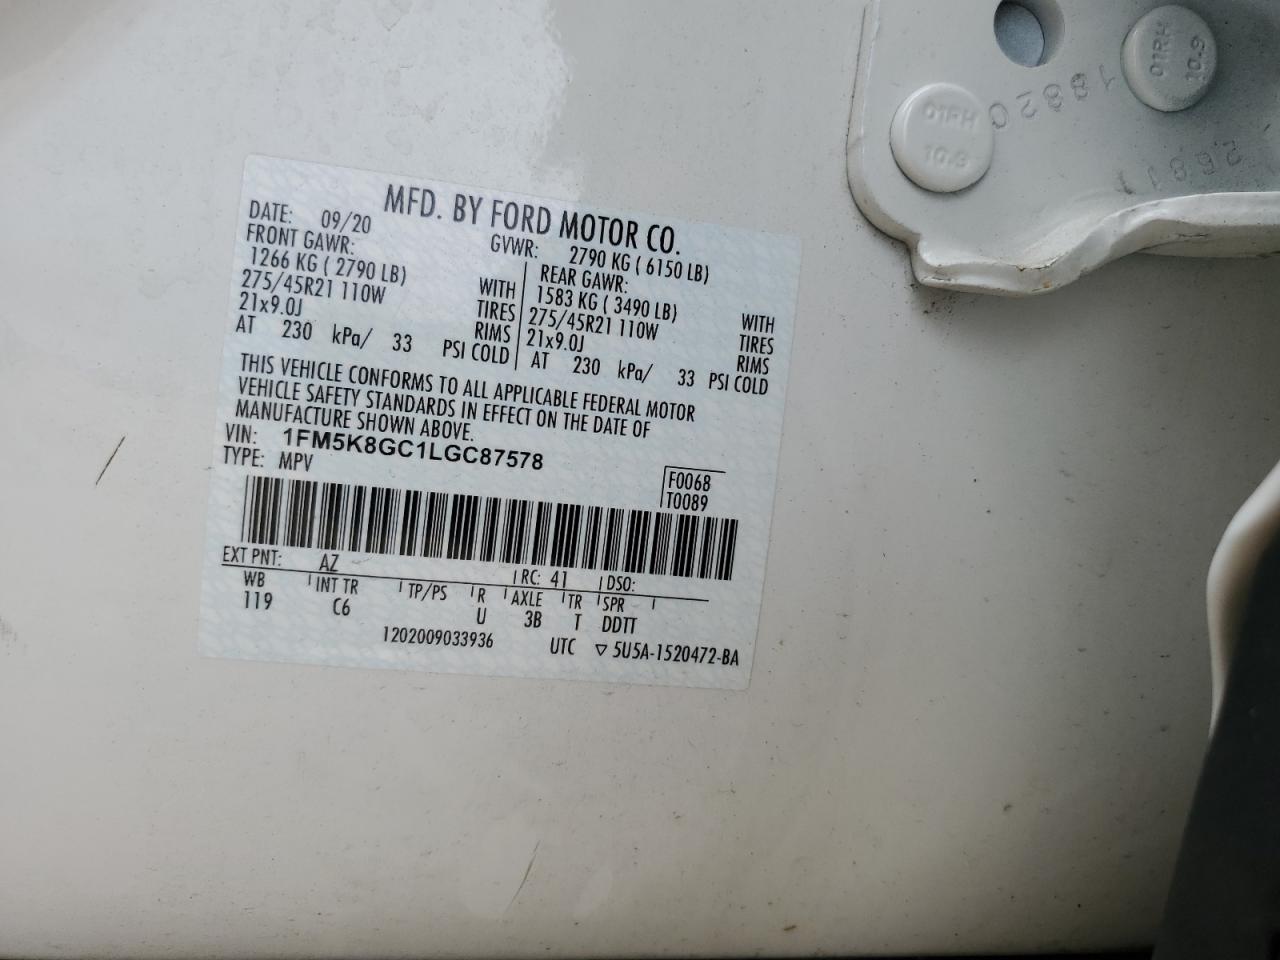 MFD. BY FORD MOTOR CO.
DATE: 09/20 GVWR: 2790 KG ( 6150 LB)
FRONT GAWR: REAR GAWR:
1266 KG ( 2790 LB) WITH 1583 KG ( 3490 LB) WITH
275/45R21 110W TIRES 275/45R21 110W TIRES
21x9.0J RIMS 21x9.0J RIMS
AT 230 kPa/ 33 PSI COLD AT 230 kPa/ 33 PSI COLD
THIS VEHICLE CONFORMS TO ALL APPLICABLE FEDERAL MOTOR
VEHICLE SAFETY STANDARDS IN EFFECT ON THE DATE OF
MANUFACTURE SHOWN ABOVE.
VIN: 1FM5K8GC1LGC87578
TYPE: MPV
F0068
T0089
EXT PNT: AZ RC: 41 DSO:
WB INT TR TP/PS R AXLE TR SPR
119 C6 U 3B T DDTT
1202009033936 UTC ▽ 5U5A-1520472-BA
01RH
10.9
01RH
10.9
18820
26811